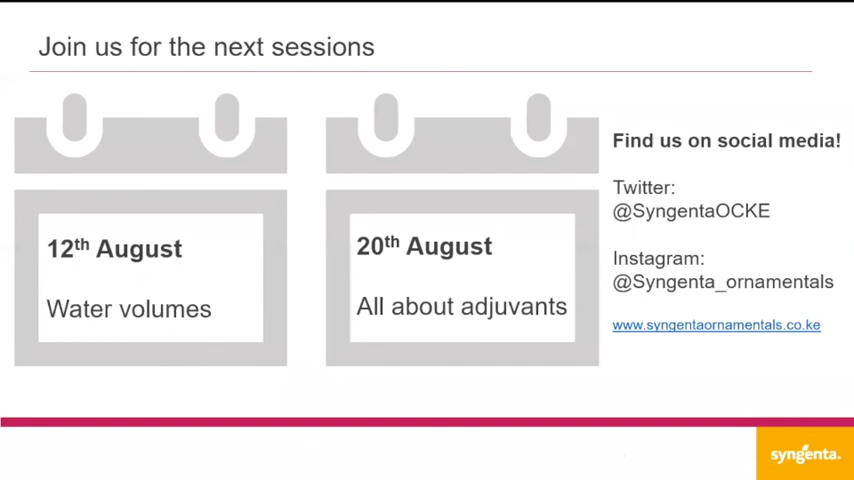 Join us for the next sessions
12th August
Water volumes
20th August
All about adjuvants
Find us on social media!
Twitter:
@SyngentaOCKE
Instagram:
@Syngenta_ornamentals
www.syngentaornamentals.co.ke
syngenta.